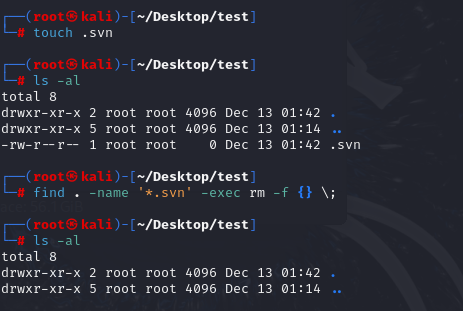 ┌──(root㉿kali)-[~/Desktop/test]
└─# touch .svn
┌──(root㉿kali)-[~/Desktop/test]
└─# ls -al
total 8
drwxr-xr-x 2 root root 4096 Dec 13 01:42 .
drwxr-xr-x 5 root root 4096 Dec 13 01:14 ..
-rw-r--r-- 1 root root    0 Dec 13 01:42 .svn
┌──(root㉿kali)-[~/Desktop/test]
└─# find . -name '*.svn' -exec rm -f {} \;
┌──(root㉿kali)-[~/Desktop/test]
└─# ls -al
total 8
drwxr-xr-x 2 root root 4096 Dec 13 01:42 .
drwxr-xr-x 5 root root 4096 Dec 13 01:14 ..